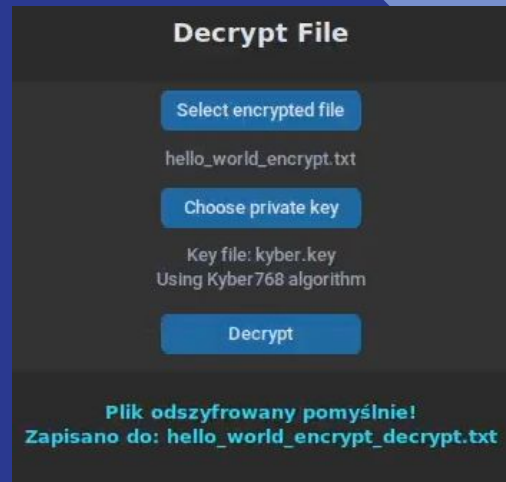 Decrypt File
Select encrypted file
hello_world_encrypt.txt
Choose private key
Key file: kyber.key
Using Kyber768 algorithm
Decrypt
Plik odszyfrowany pomyślnie!
Zapisano do: hello_world_encrypt_decrypt.txt